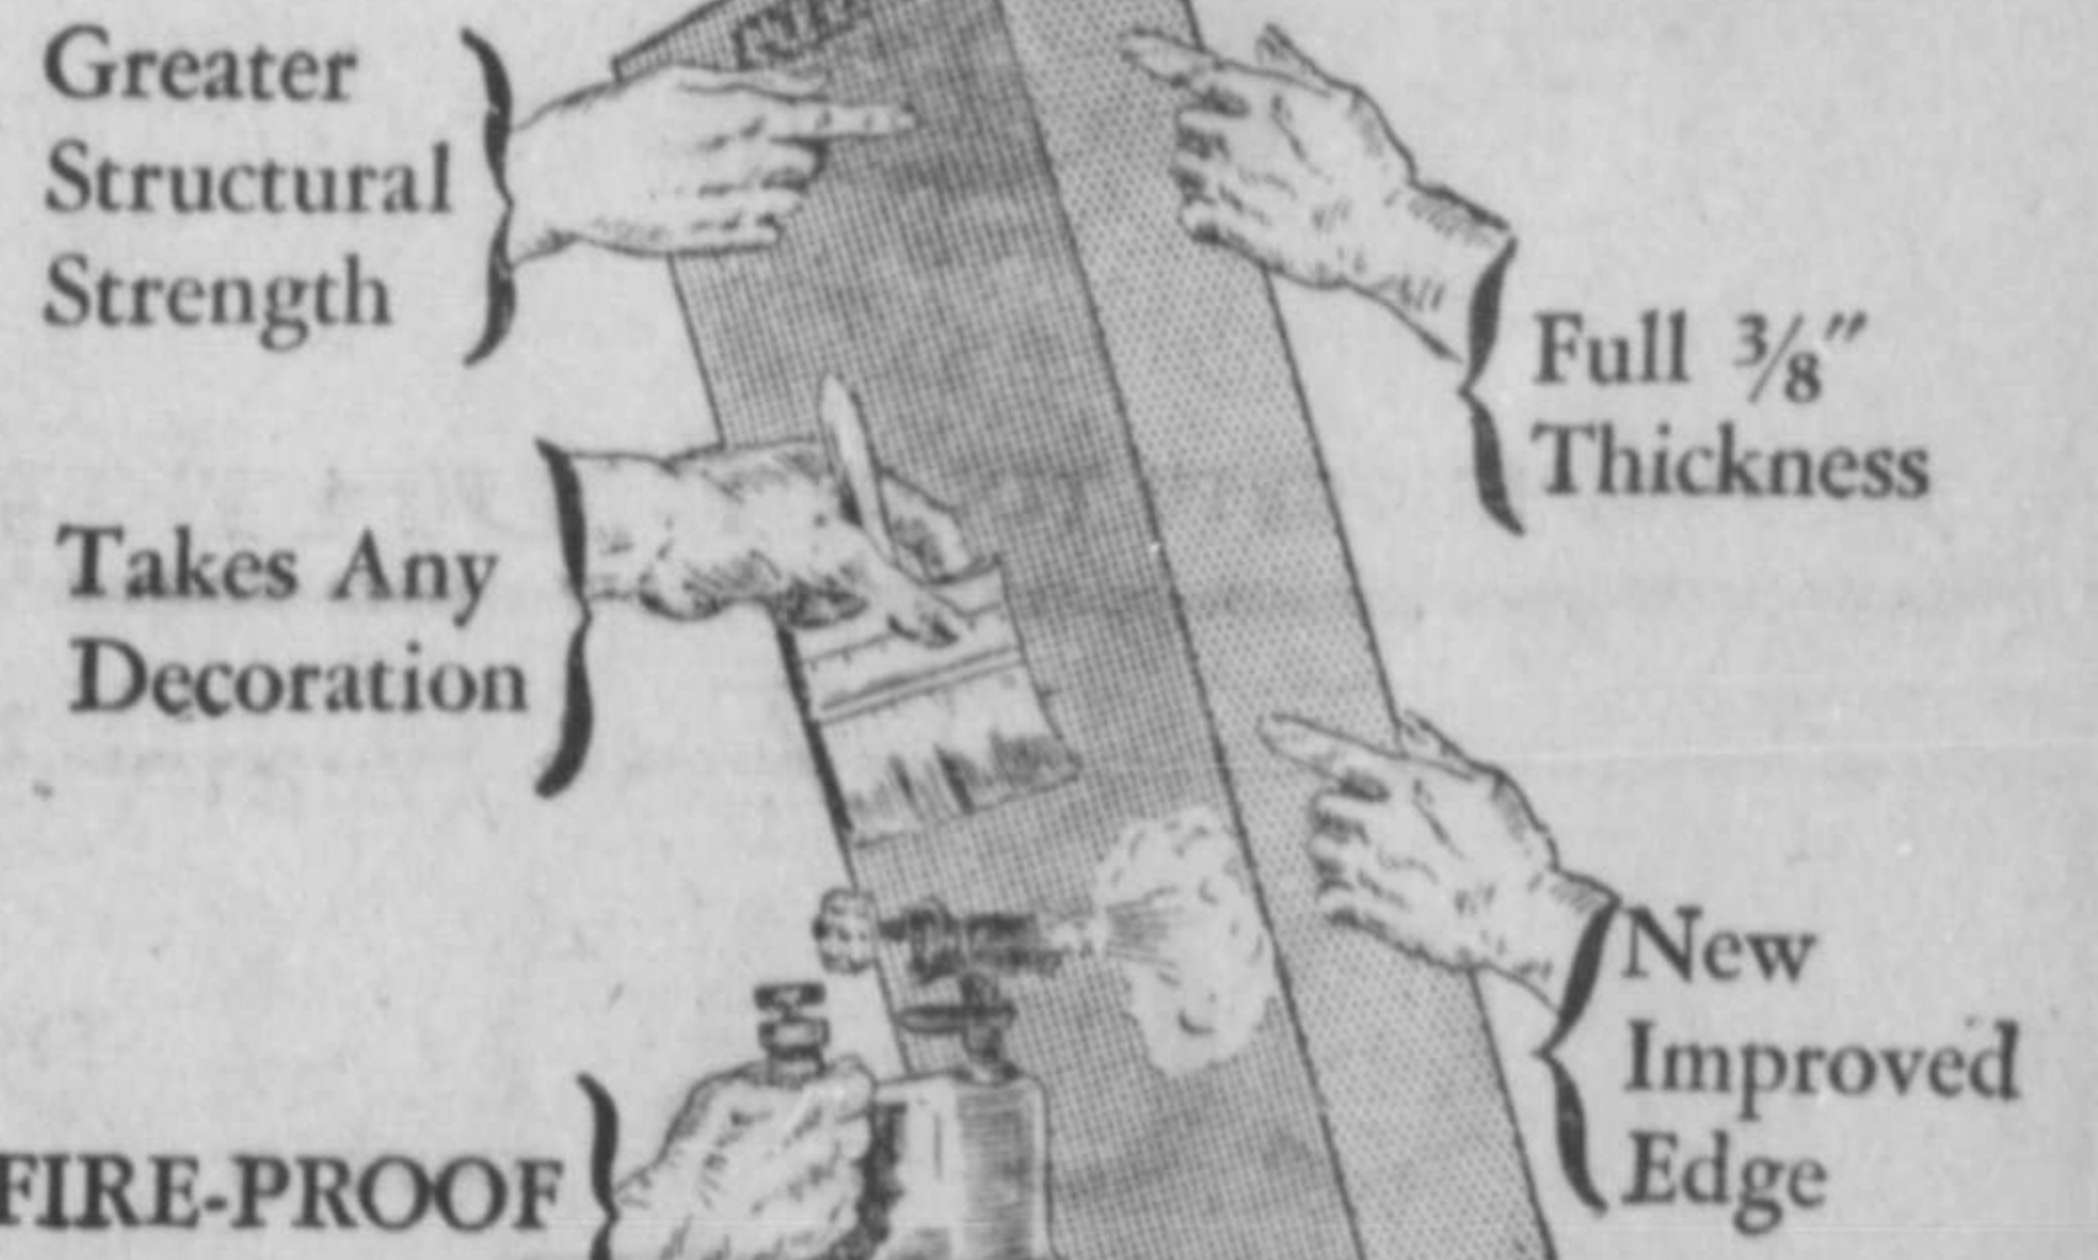 Greater
Structural
Strength
Full 3/8"
Thickness
Takes Any
Decoration
New
Improved
Edge
FIRE-PROOF